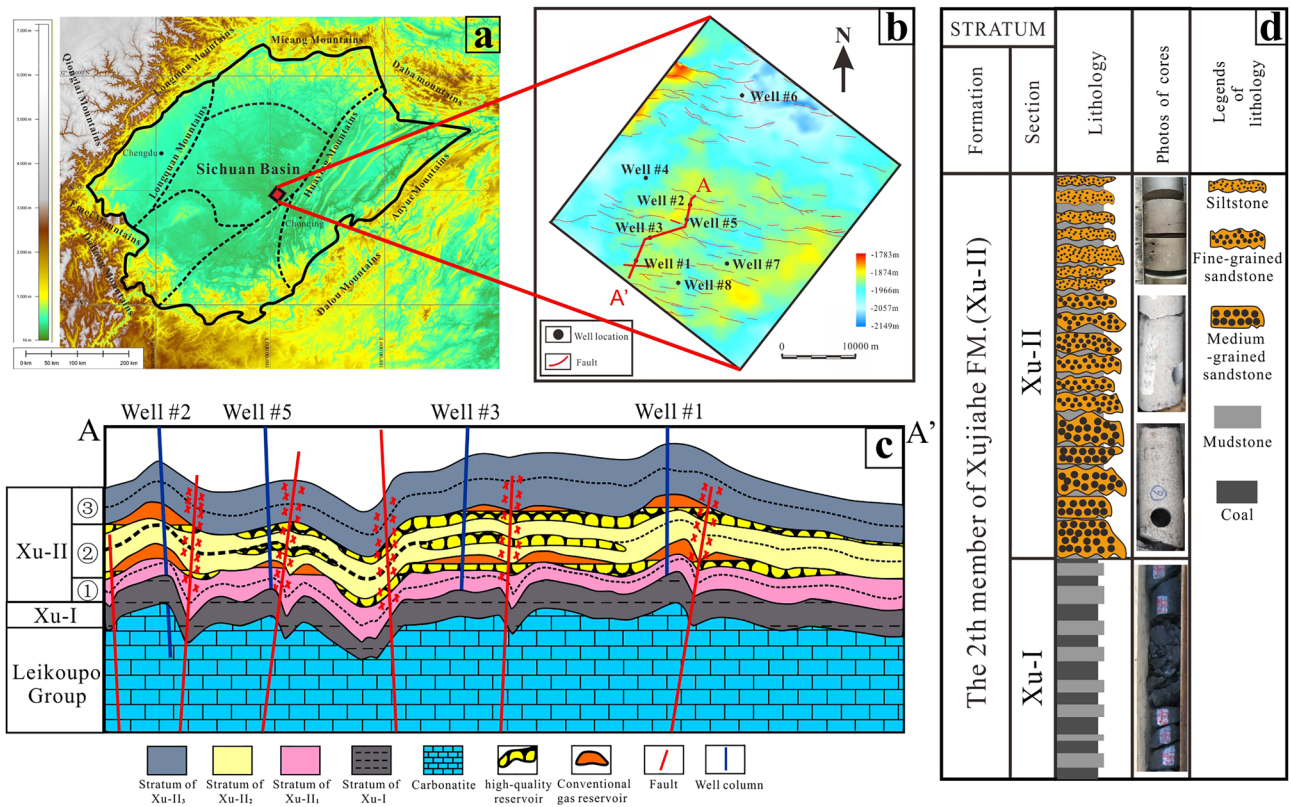 a
7,000 m
6,000 m
5,000 m
4,000 m
3,000 m
2,000 m
1,000 m
Micang Mountains
Longmen Mountains
Qionglai Mountains
Daba mountains
Longquan Mountains
Chengdu
Sichuan Basin
Huaying Mountains
Anyue Mountains
Chonqing
Emei Mountains
Dalou Mountains
0 km 50 km 100 km 200 km
b
N
Well #6
Well #4
A
Well #2
Well #3
Well #5
Well #1
Well #7
A'
Well #8
-1783m
-1874m
-1966m
-2057m
-2149m
Well location
Fault
0 10000 m
c
Well #2 Well #5 Well #3 Well #1
A A'
③
Xu-II ②
①
Xu-I
Leikoupo
Group
Stratum of
Xu-II₃
Stratum of
Xu-II₂
Stratum of
Xu-II₁
Stratum of
Xu-I
Carbonatite
high-quality
reservoir
Conventional
gas reservoir
Fault
Well column
d
STRATUM
Formation
Section
Lithology
Photos of cores
Legends
of
lithology
The 2th member of Xujiahe FM.(Xu-II)
Xu-II
Xu-I
Siltstone
Fine-grained
sandstone
Medium
-grained
sandstone
Mudstone
Coal